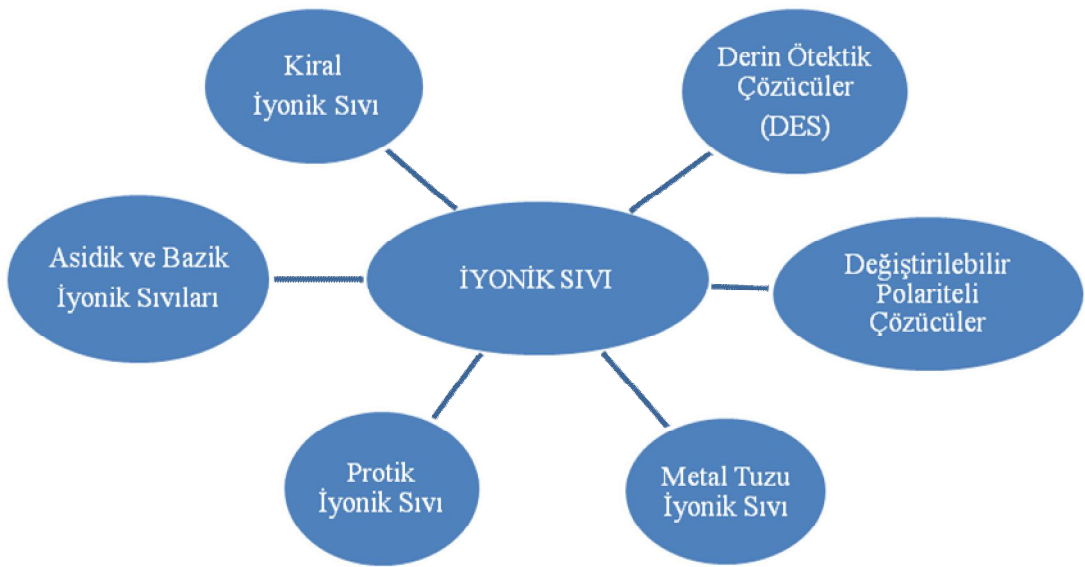 Kiral
İyonik Sıvı
Derin Ötektik
Çözücüler
(DES)
Asidik ve Bazik
İyonik Sıvıları
İYONİK SIVI
Değiştirilebilir
Polariteli
Çözücüler
Protik
İyonik Sıvı
Metal Tuzu
İyonik Sıvı